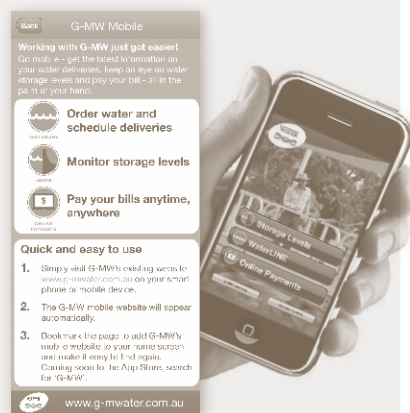 Back
G-MW Mobile
Working with G-MW just got easier!
Go mobile - get the latest information on
your water deliveries, keep an eye on water
storage levels and pay your bill - all in the
palm of your hand.
Order water and
schedule deliveries
WATERLINE
Monitor storage levels
$
Pay your bills anytime,
anywhere
ONLINE
PAYMENTS
Quick and easy to use
1. Simply visit G-MW's existing website
www.g-mwater.com.au on your smart
phone or mobile device.
2. The G-MW mobile website will appear
automatically.
3. Bookmark the page to add G-MW's
mobile website to your home screen
and make it easy to find again.
Coming soon to the App Store, search
for 'G-MW'.
www.g-mwater.com.au
WATER
Storage Levels
WaterLINE
Online Payments